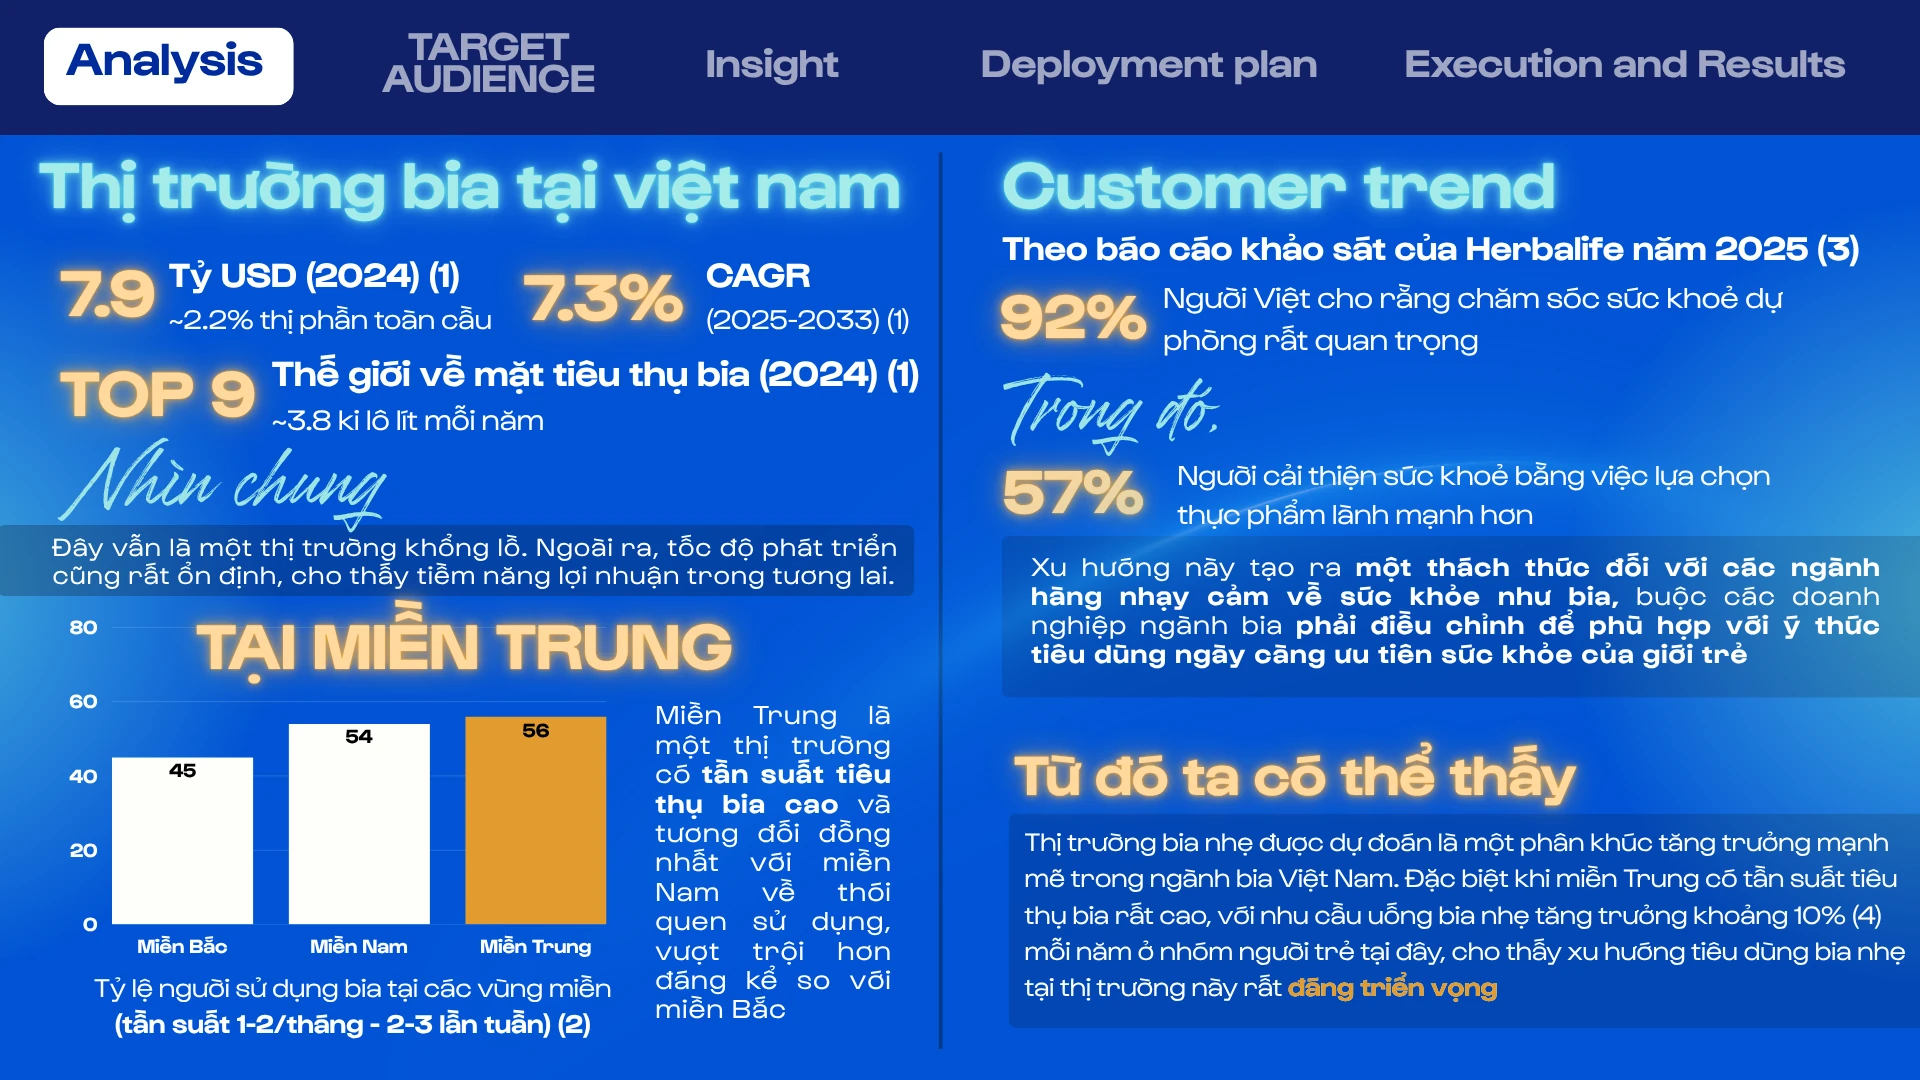 Analysis
TARGET
AUDIENCE
Insight
Deployment plan
Execution and Results
Thị trường bia tại việt nam
7.9
Tỷ USD (2024) (1)
~2.2% thị phần toàn cầu
7.3%
CAGR
(2025-2033) (1)
TOP 9
Thế giới về mặt tiêu thụ bia (2024) (1)
~3.8 ki lô lít mỗi năm
Nhìn chung
Đây vẫn là một thị trường khổng lồ. Ngoài ra, tốc độ phát triển
cũng rất ổn định, cho thấy tiềm năng lợi nhuận trong tương lai.
TẠI MIỀN TRUNG
80
60
40
20
0
45
54
56
Miền Bắc
Miền Nam
Miền Trung
Tỷ lệ người sử dụng bia tại các vùng miền
(tần suất 1-2/tháng - 2-3 lần tuần) (2)
Miền Trung là
một thị trường
có tần suất tiêu
thụ bia cao và
tương đối đồng
nhất với miền
Nam về thói
quen sử dụng,
vượt trội hơn
đáng kể so với
miền Bắc
Customer trend
Theo báo cáo khảo sát của Herbalife năm 2025 (3)
92%
Người Việt cho rằng chăm sóc sức khoẻ dự
phòng rất quan trọng
Trong đó,
57%
Người cải thiện sức khoẻ bằng việc lựa chọn
thực phẩm lành mạnh hơn
Xu hướng này tạo ra một thách thức đối với các ngành
hàng nhạy cảm về sức khỏe như bia, buộc các doanh
nghiệp ngành bia phải điều chỉnh để phù hợp với ý thức
tiêu dùng ngày càng ưu tiên sức khỏe của giới trẻ
Từ đó ta có thể thấy
Thị trường bia nhẹ được dự đoán là một phân khúc tăng trưởng mạnh
mẽ trong ngành bia Việt Nam. Đặc biệt khi miền Trung có tần suất tiêu
thụ bia rất cao, với nhu cầu uống bia nhẹ tăng trưởng khoảng 10% (4)
mỗi năm ở nhóm người trẻ tại đây, cho thấy xu hướng tiêu dùng bia nhẹ
tại thị trường này rất đáng triển vọng